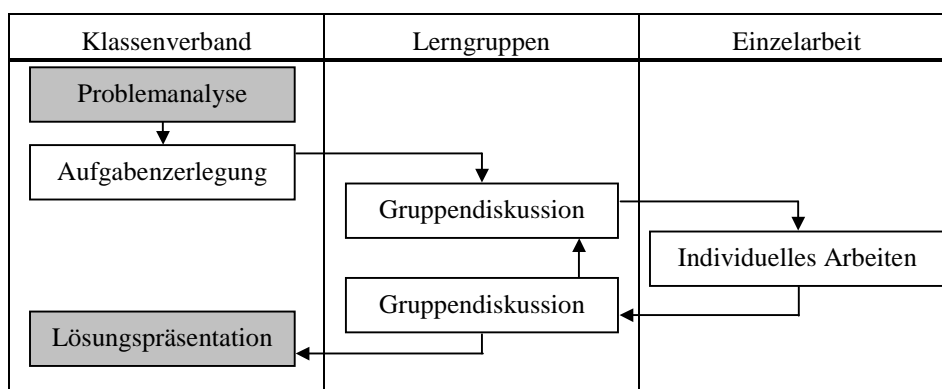 Klassenverband
Lerngruppen
Einzelarbeit
Problemanalyse
Aufgabenzerlegung
Gruppendiskussion
Individuelles Arbeiten
Gruppendiskussion
Lösungspräsentation